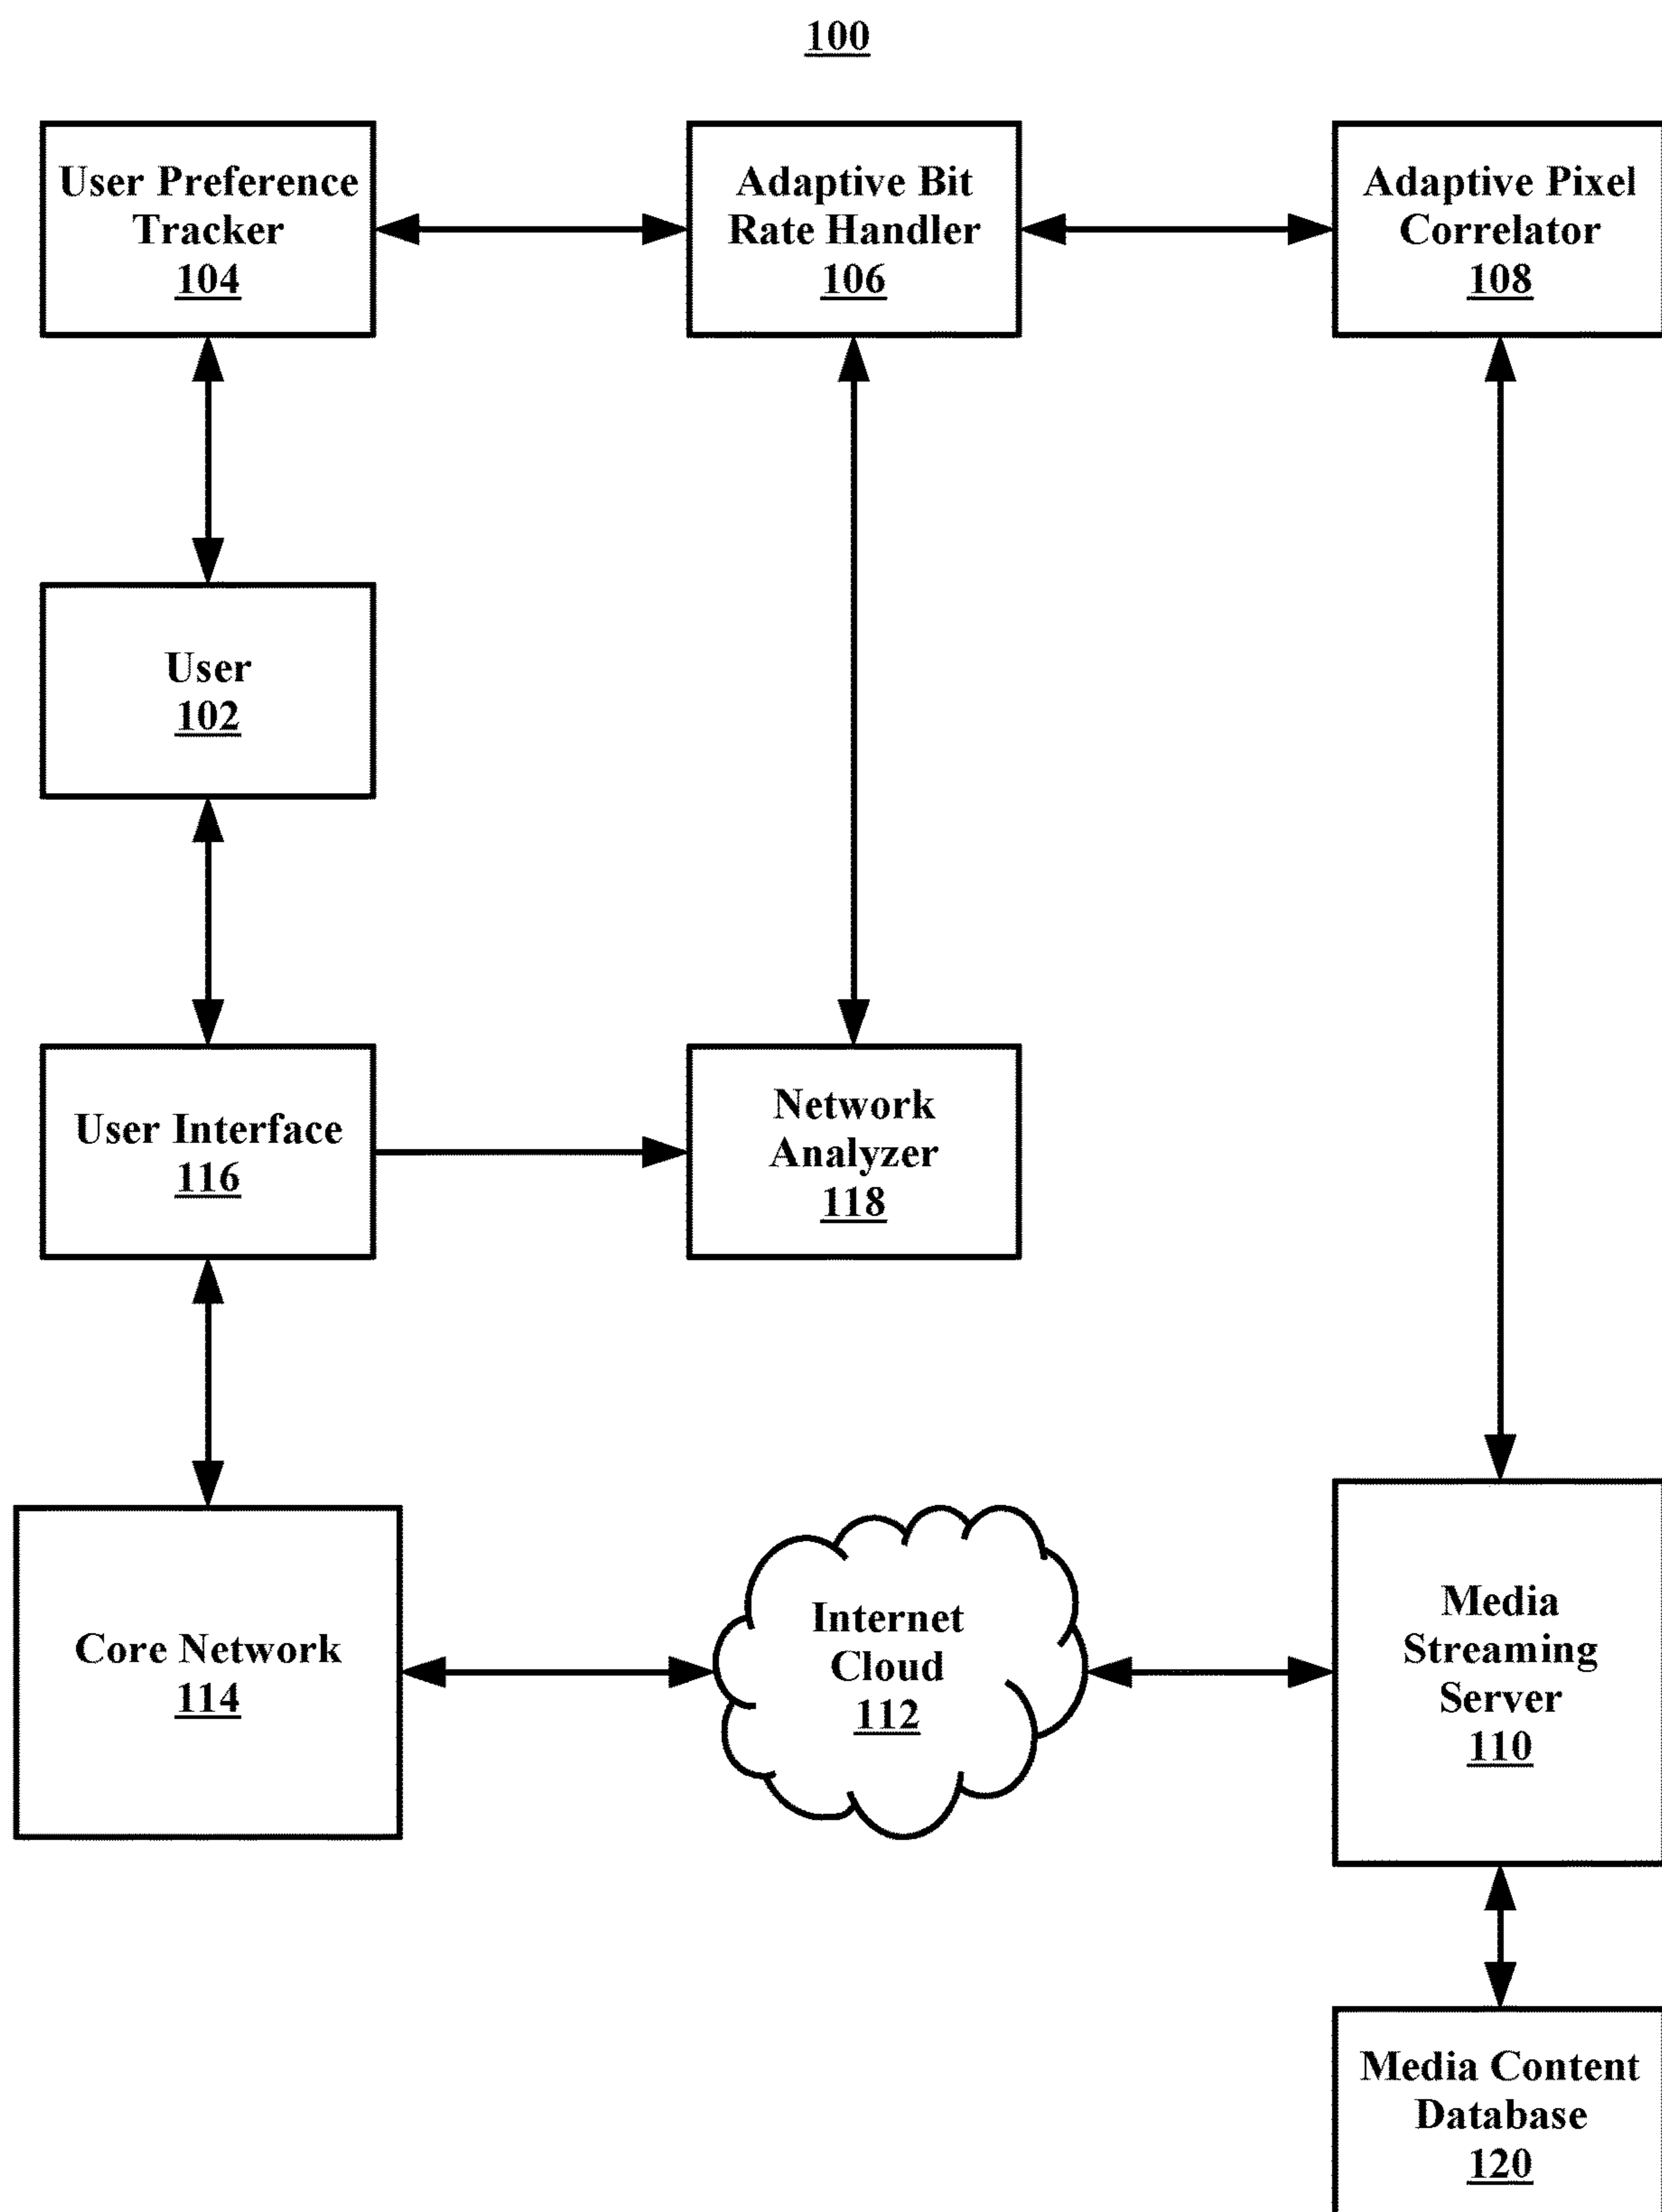 100
User Preference
Tracker
104
Adaptive Bit
Rate Handler
106
Adaptive Pixel
Correlator
108
User
102
User Interface
116
Network
Analyzer
118
Core Network
114
Internet
Cloud
112
Media
Streaming
Server
110
Media Content
Database
120